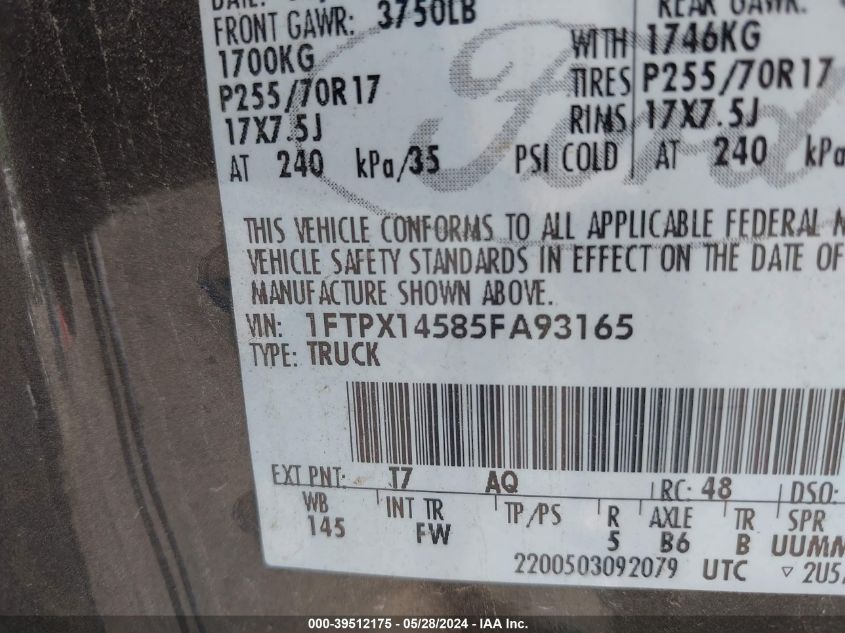 DATE:
FRONT GAWR: 3750LB
REAR GAWR:
1700KG
WITH 1746KG
P255/70R17
TIRES P255/70R17
17X7.5J
RIMS 17X7.5J
AT 240 kPa/35 PSI COLD AT 240 kPa
Ford
THIS VEHICLE CONFORMS TO ALL APPLICABLE FEDERAL
VEHICLE SAFETY STANDARDS IN EFFECT ON THE DATE OF
MANUFACTURE SHOWN ABOVE.
VIN: 1FTPX14585FA93165
TYPE: TRUCK
EXT PNT: T7 AQ RC: 48 DSO:
WB INT TR TP/PS R AXLE TR SPR
145 FW 5 B6 B UUMM
2200503092079 UTC ▽ 2U5
000-39512175 - 05/28/2024 - IAA Inc.